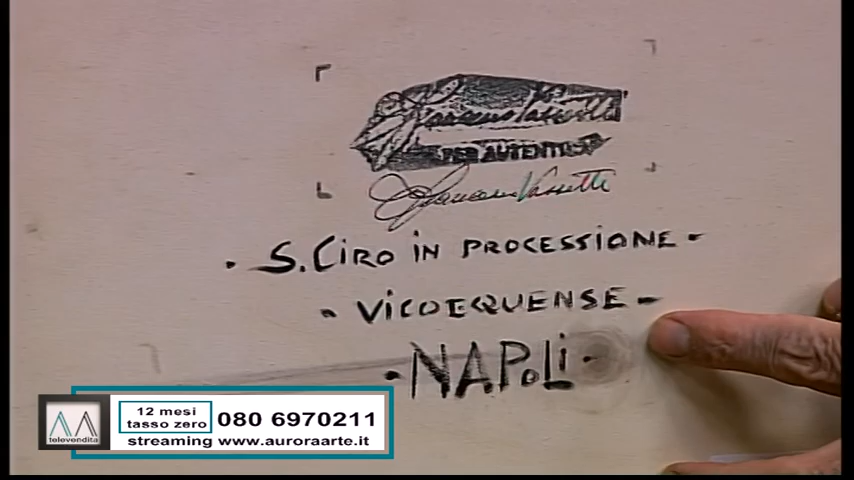 PER AUTENTICA
S. CIRO IN PROCESSIONE
VICOEQUENSE
NAPOLI
12 mesi
tasso zero
080 6970211
televendita
streaming www.auroraarte.it